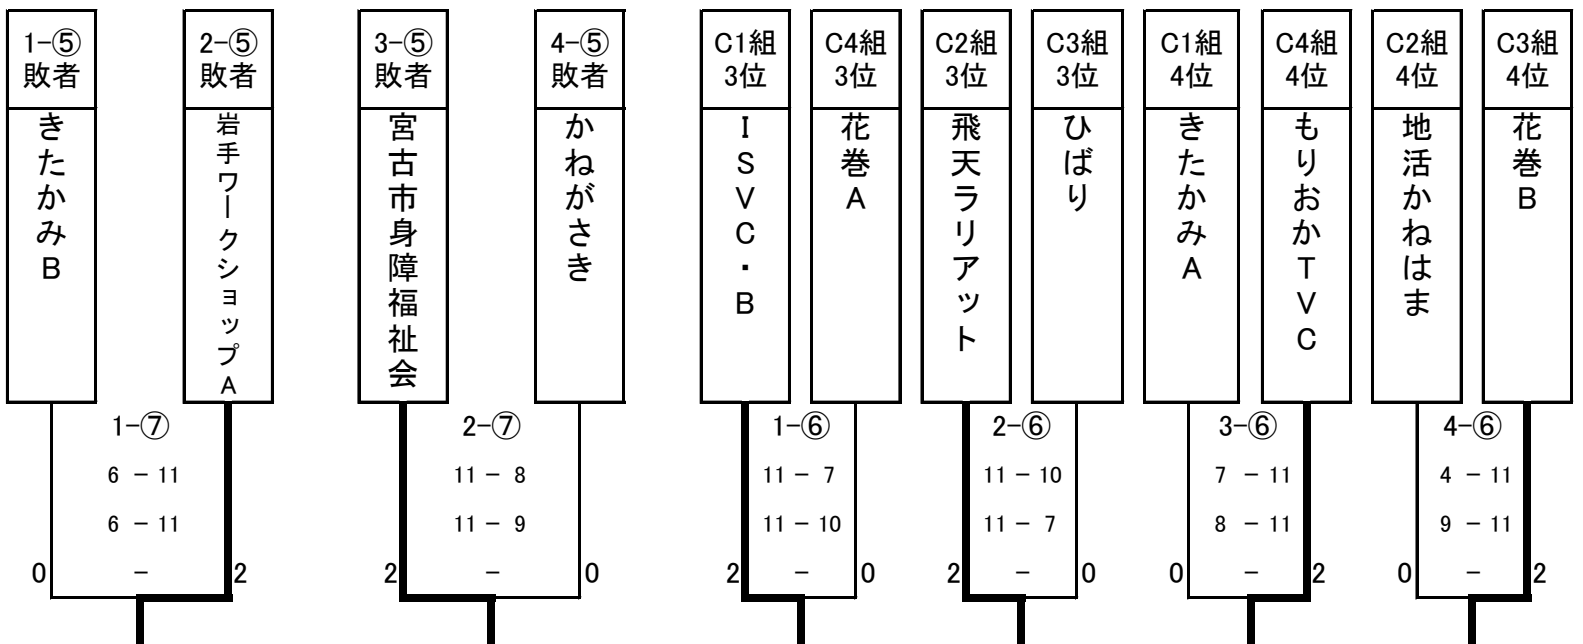 1-⑤
敗者
2-⑤
敗者
3-⑤
敗者
4-⑤
敗者
C1組
3位
C4組
3位
C2組
3位
C3組
3位
C1組
4位
C4組
4位
C2組
4位
C3組
4位
きたかみB
岩手ワークショップA
宮古市身障福祉会
かねがさき
ISVC・B
花巻A
飛天ラリアット
ひばり
きたかみA
もりおかTVC
地活かねはま
花巻B
1-⑦
6 - 11
6 - 11
0 - 2
2-⑦
11 - 8
11 - 9
2 - 0
1-⑥
11 - 7
11 - 10
2 - 0
2-⑥
11 - 10
11 - 7
2 - 0
3-⑥
7 - 11
8 - 11
0 - 2
4-⑥
4 - 11
9 - 11
0 - 2